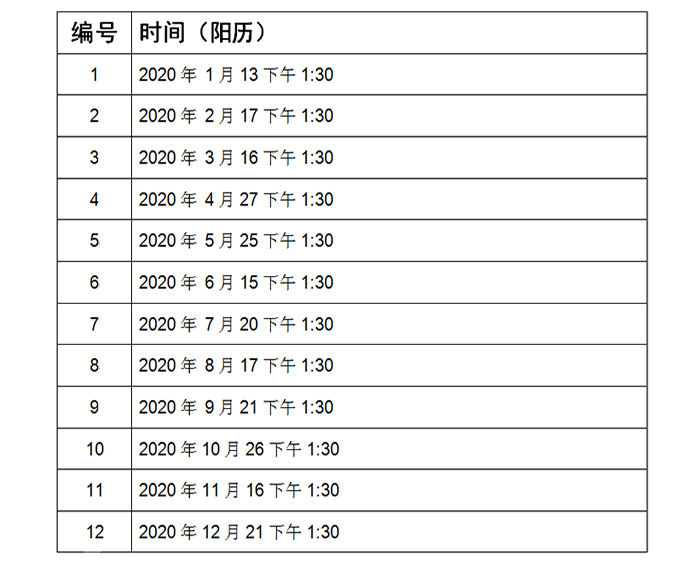 编号 时间（阳历）
1 2020 年 1 月 13 下午 1:30
2 2020 年 2 月 17 下午 1:30
3 2020 年 3 月 16 下午 1:30
4 2020 年 4 月 27 下午 1:30
5 2020 年 5 月 25 下午 1:30
6 2020 年 6 月 15 下午 1:30
7 2020 年 7 月 20 下午 1:30
8 2020 年 8 月 17 下午 1:30
9 2020 年 9 月 21 下午 1:30
10 2020 年 10 月 26 下午 1:30
11 2020 年 11 月 16 下午 1:30
12 2020 年 12 月 21 下午 1:30